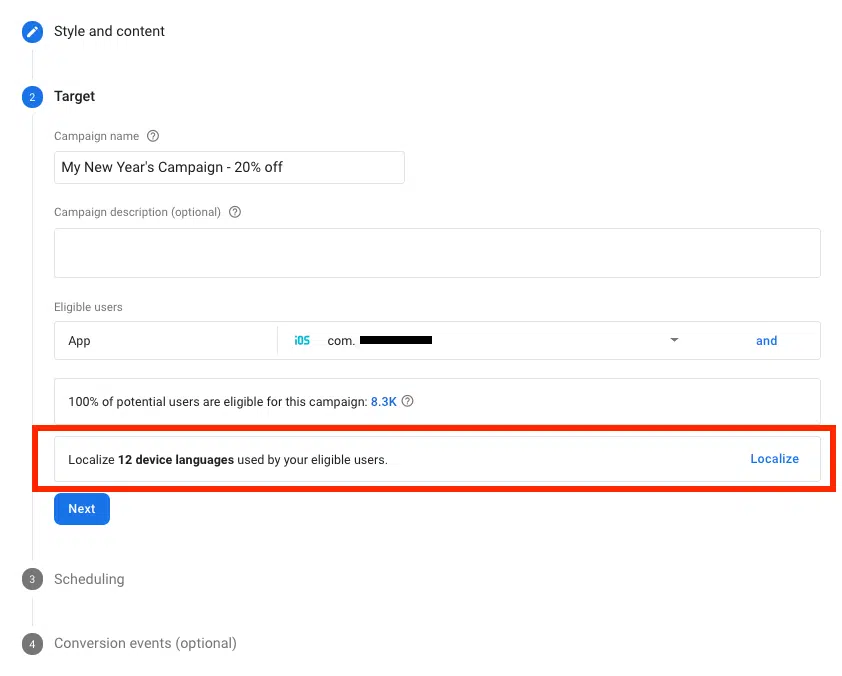 Style and content
2 Target
Campaign name ?
My New Year's Campaign - 20% off
Campaign description (optional) ?
Eligible users
App iOS com. and
100% of potential users are eligible for this campaign: 8.3K ?
Localize 12 device languages used by your eligible users. Localize
Next
3 Scheduling
4 Conversion events (optional)